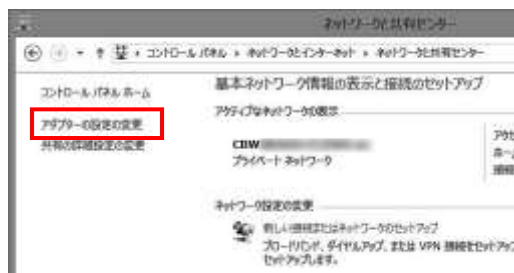 ネットワークと共有センター
コントロール パネル ▸ ネットワークとインターネット ▸ ネットワークと共有センター
コントロール パネル ホーム
アダプターの設定の変更
共有の詳細設定の変更
基本ネットワーク情報の表示と接続のセットアップ
アクティブなネットワークの表示
CBW
プライベート ネットワーク
アクセ
ホーム
接続
ネットワーク設定の変更
新しい接続またはネットワークのセットアップ
ブロードバンド、ダイヤルアップ、または VPN 接続をセットアップ
セットアップします。